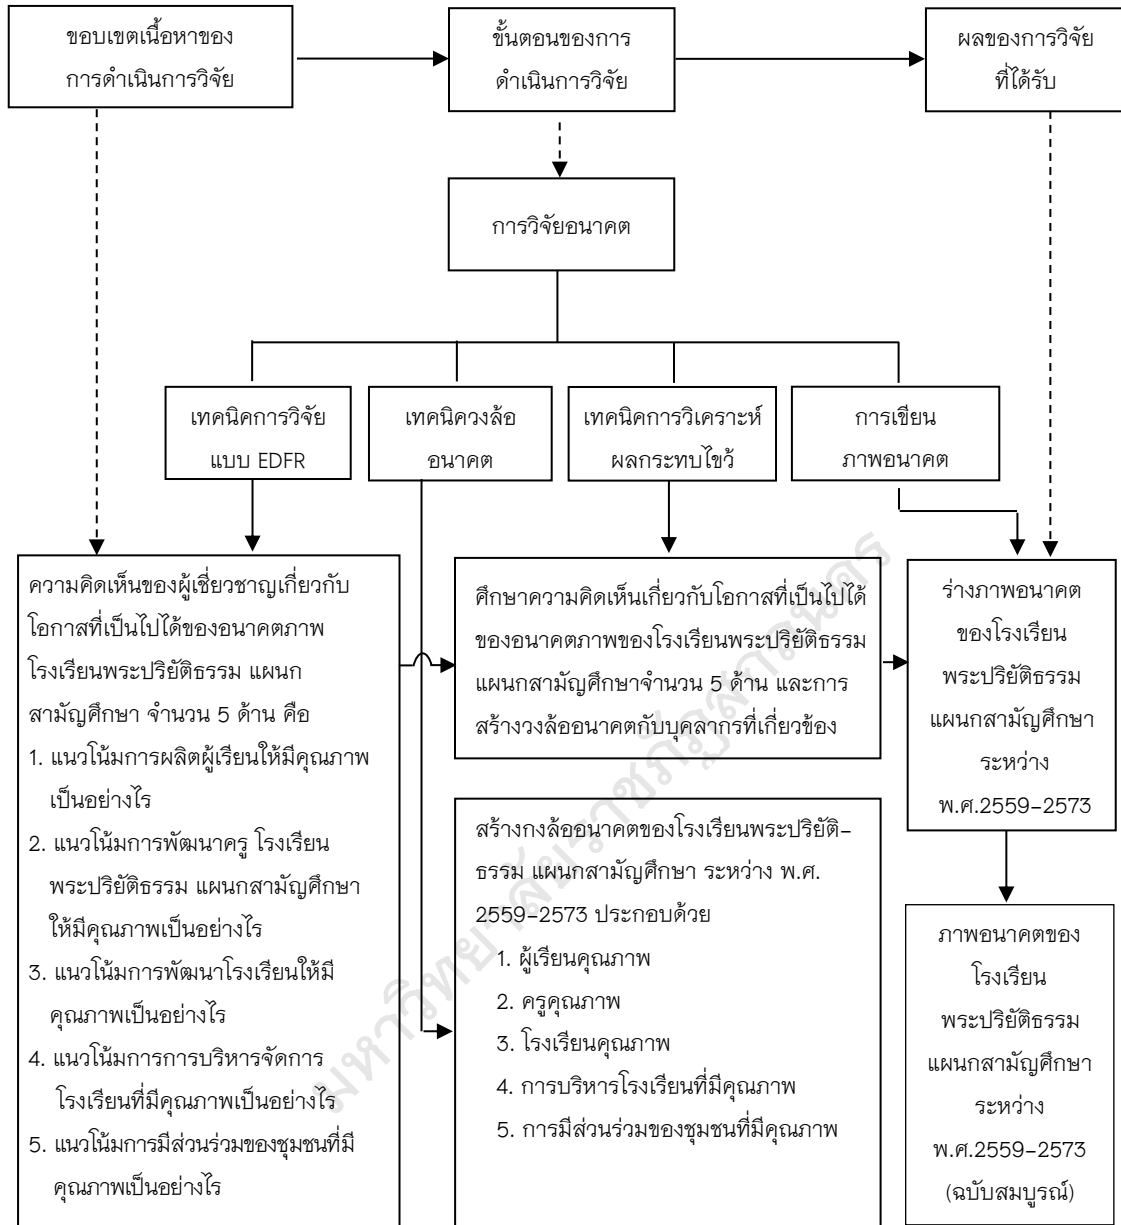 ขอบเขตเนื้อหาของ
การดำเนินการวิจัย
ขั้นตอนของการ
ดำเนินการวิจัย
ผลของการวิจัย
ที่ได้รับ
การวิจัยอนาคต
เทคนิคการวิจัย
แบบ EDFR
เทคนิควงล้อ
อนาคต
เทคนิคการวิเคราะห์
ผลกระทบไขว้
การเขียน
ภาพอนาคต
ความคิดเห็นของผู้เชี่ยวชาญเกี่ยวกับ
โอกาสที่เป็นไปได้ของอนาคตภาพ
โรงเรียนพระปริยัติธรรม แผนก
สามัญศึกษา จำนวน 5 ด้าน คือ
1. แนวโน้มการผลิตผู้เรียนให้มีคุณภาพ
เป็นอย่างไร
2. แนวโน้มการพัฒนาครู โรงเรียน
พระปริยัติธรรม แผนกสามัญศึกษา
ให้มีคุณภาพเป็นอย่างไร
3. แนวโน้มการพัฒนาโรงเรียนให้มี
คุณภาพเป็นอย่างไร
4. แนวโน้มการการบริหารจัดการ
โรงเรียนที่มีคุณภาพเป็นอย่างไร
5. แนวโน้มการมีส่วนร่วมของชุมชนที่มี
คุณภาพเป็นอย่างไร
ศึกษาความคิดเห็นเกี่ยวกับโอกาสที่เป็นไปได้
ของอนาคตภาพของโรงเรียนพระปริยัติธรรม
แผนกสามัญศึกษาจำนวน 5 ด้าน และการ
สร้างวงล้ออนาคตกับบุคลากรที่เกี่ยวข้อง
สร้างกงล้ออนาคตของโรงเรียนพระปริยัติ-
ธรรม แผนกสามัญศึกษา ระหว่าง พ.ศ.
2559-2573 ประกอบด้วย
1. ผู้เรียนคุณภาพ
2. ครูคุณภาพ
3. โรงเรียนคุณภาพ
4. การบริหารโรงเรียนที่มีคุณภาพ
5. การมีส่วนร่วมของชุมชนที่มีคุณภาพ
ร่างภาพอนาคต
ของโรงเรียน
พระปริยัติธรรม
แผนกสามัญศึกษา
ระหว่าง
พ.ศ.2559-2573
ภาพอนาคตของ
โรงเรียน
พระปริยัติธรรม
แผนกสามัญศึกษา
ระหว่าง
พ.ศ.2559-2573
(ฉบับสมบูรณ์)
มหาวิทยาลัยราชภัฏสกลนคร